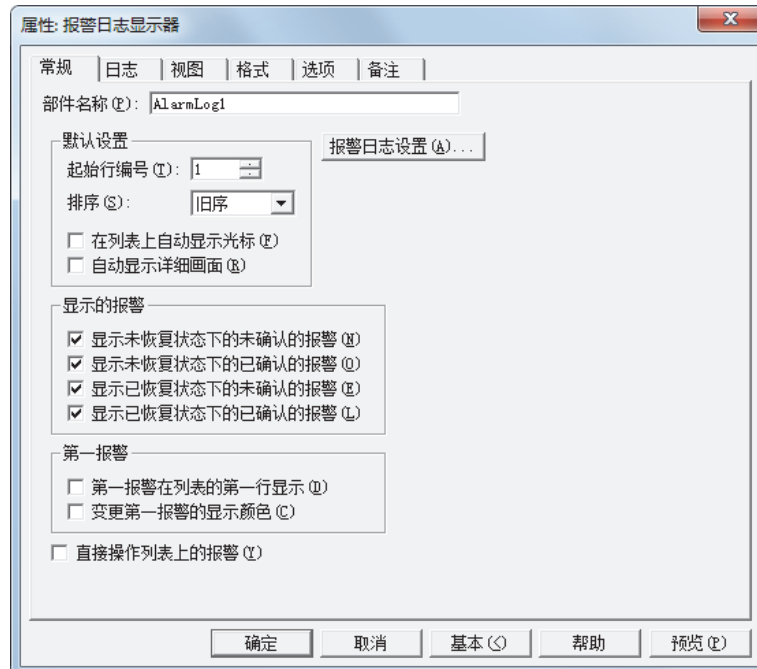 属性: 报警日志显示器
常规 日志 视图 格式 选项 备注
部件名称(P): AlarmLog1
默认设置
报警日志设置(A)...
起始行编号(T): 1
排序(S): 旧序
在列表上自动显示光标(F)
自动显示详细画面(R)
显示的报警
显示未恢复状态下的未确认的报警(N)
显示未恢复状态下的已确认的报警(O)
显示已恢复状态下的未确认的报警(E)
显示已恢复状态下的已确认的报警(L)
第一报警
第一报警在列表的第一行显示(D)
变更第一报警的显示颜色(C)
直接操作列表上的报警(Y)
确定 取消 基本(<) 帮助 预览(P)